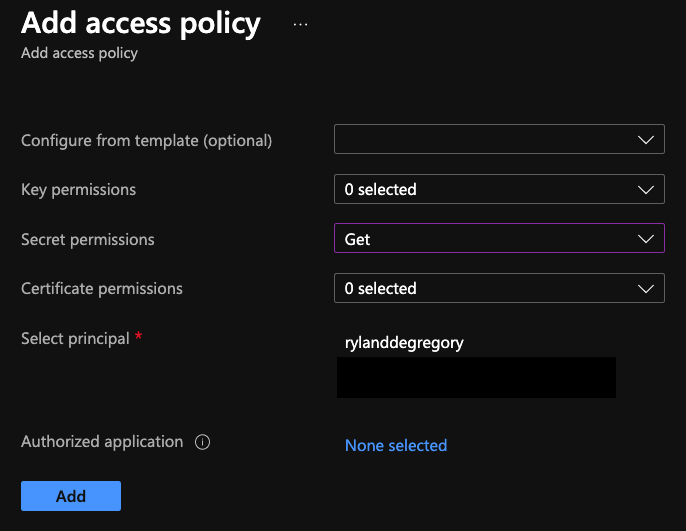 Add access policy ...
Add access policy
Configure from template (optional)
Key permissions 0 selected
Secret permissions Get
Certificate permissions 0 selected
Select principal * rylanddegregory
Authorized application None selected
Add